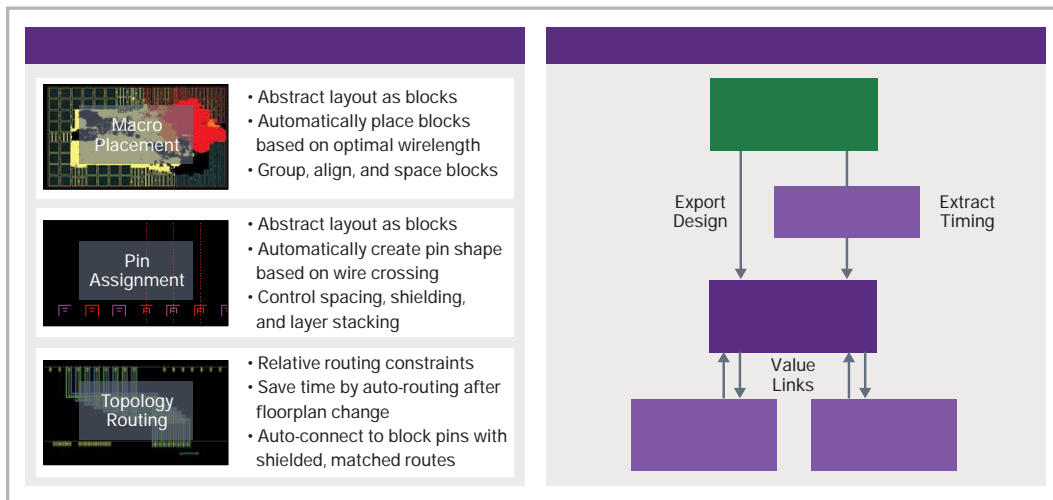 Macro
Placement
• Abstract layout as blocks
• Automatically place blocks
based on optimal wirelength
• Group, align, and space blocks
Pin
Assignment
• Abstract layout as blocks
• Automatically create pin shape
based on wire crossing
• Control spacing, shielding,
and layer stacking
Topology
Routing
• Relative routing constraints
• Save time by auto-routing after
floorplan change
• Auto-connect to block pins with
shielded, matched routes
Export
Design
Extract
Timing
Value
Links